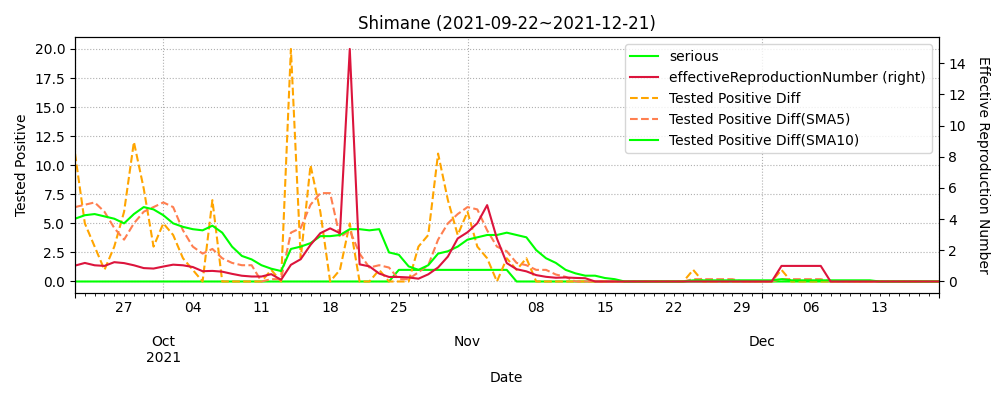 Shimane (2021-09-22~2021-12-21)
serious
effectiveReproductionNumber (right)
Tested Positive Diff
Tested Positive Diff(SMA5)
Tested Positive Diff(SMA10)
Tested Positive
20.0
17.5
15.0
12.5
10.0
7.5
5.0
2.5
0.0
14
12
10
8
6
4
2
0
Effective Reproduction Number
27 04 11 18 25 08 15 22 29 06 13
Oct Nov Dec
2021
Date